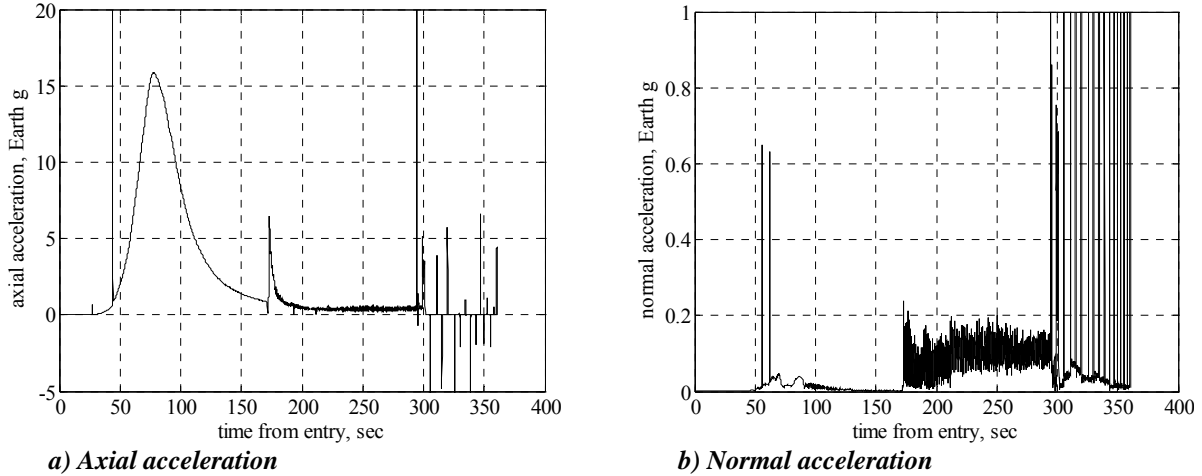 20
15
10
5
0
-5
axial acceleration, Earth g
0 50 100 150 200 250 300 350 400
time from entry, sec
a) Axial acceleration
1
0.8
0.6
0.4
0.2
0
normal acceleration, Earth g
0 50 100 150 200 250 300 350 400
time from entry, sec
b) Normal acceleration